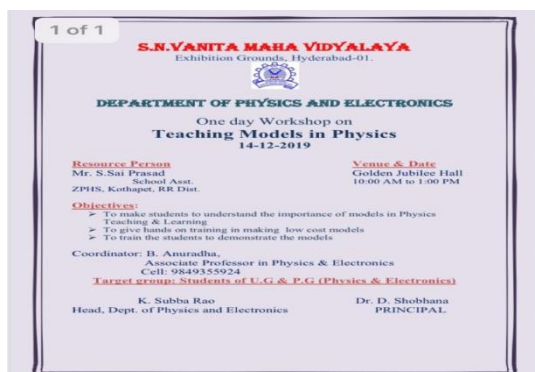 1 of 1
S.N.VANITA MAHA VIDYALAYA
Exhibition Grounds, Hyderabad-01.
DEPARTMENT OF PHYSICS AND ELECTRONICS
One day Workshop on
Teaching Models in Physics
14-12-2019
Resource Person
Mr. S.Sai Prasad
School Asst.
ZPHS, Kothapet, RR Dist.
Venue & Date
Golden Jubilee Hall
10:00 AM to 1:00 PM
Objectives:
➢ To make students to understand the importance of models in Physics
Teaching & Learning
➢ To give hands on training in making low cost models
➢ To train the students to demonstrate the models
Coordinator: B. Anuradha,
Associate Professor in Physics & Electronics
Cell: 9849355924
Target group: Students of U.G & P.G (Physics & Electronics)
K. Subba Rao
Head, Dept. of Physics and Electronics
Dr. D. Shobhana
PRINCIPAL